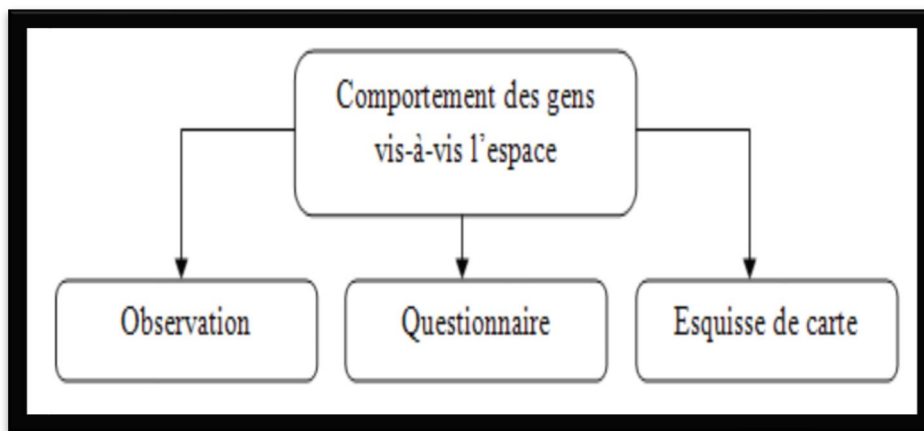 Comportement des gens
vis-à-vis l'espace
Observation
Questionnaire
Esquisse de carte